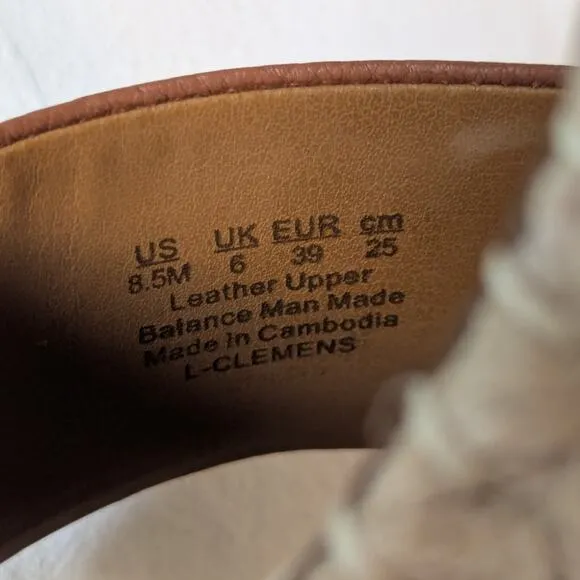 US UK EUR cm
8.5M 6 39 25
Leather Upper
Balance Man Made
Made in Cambodia
L-CLEMENS